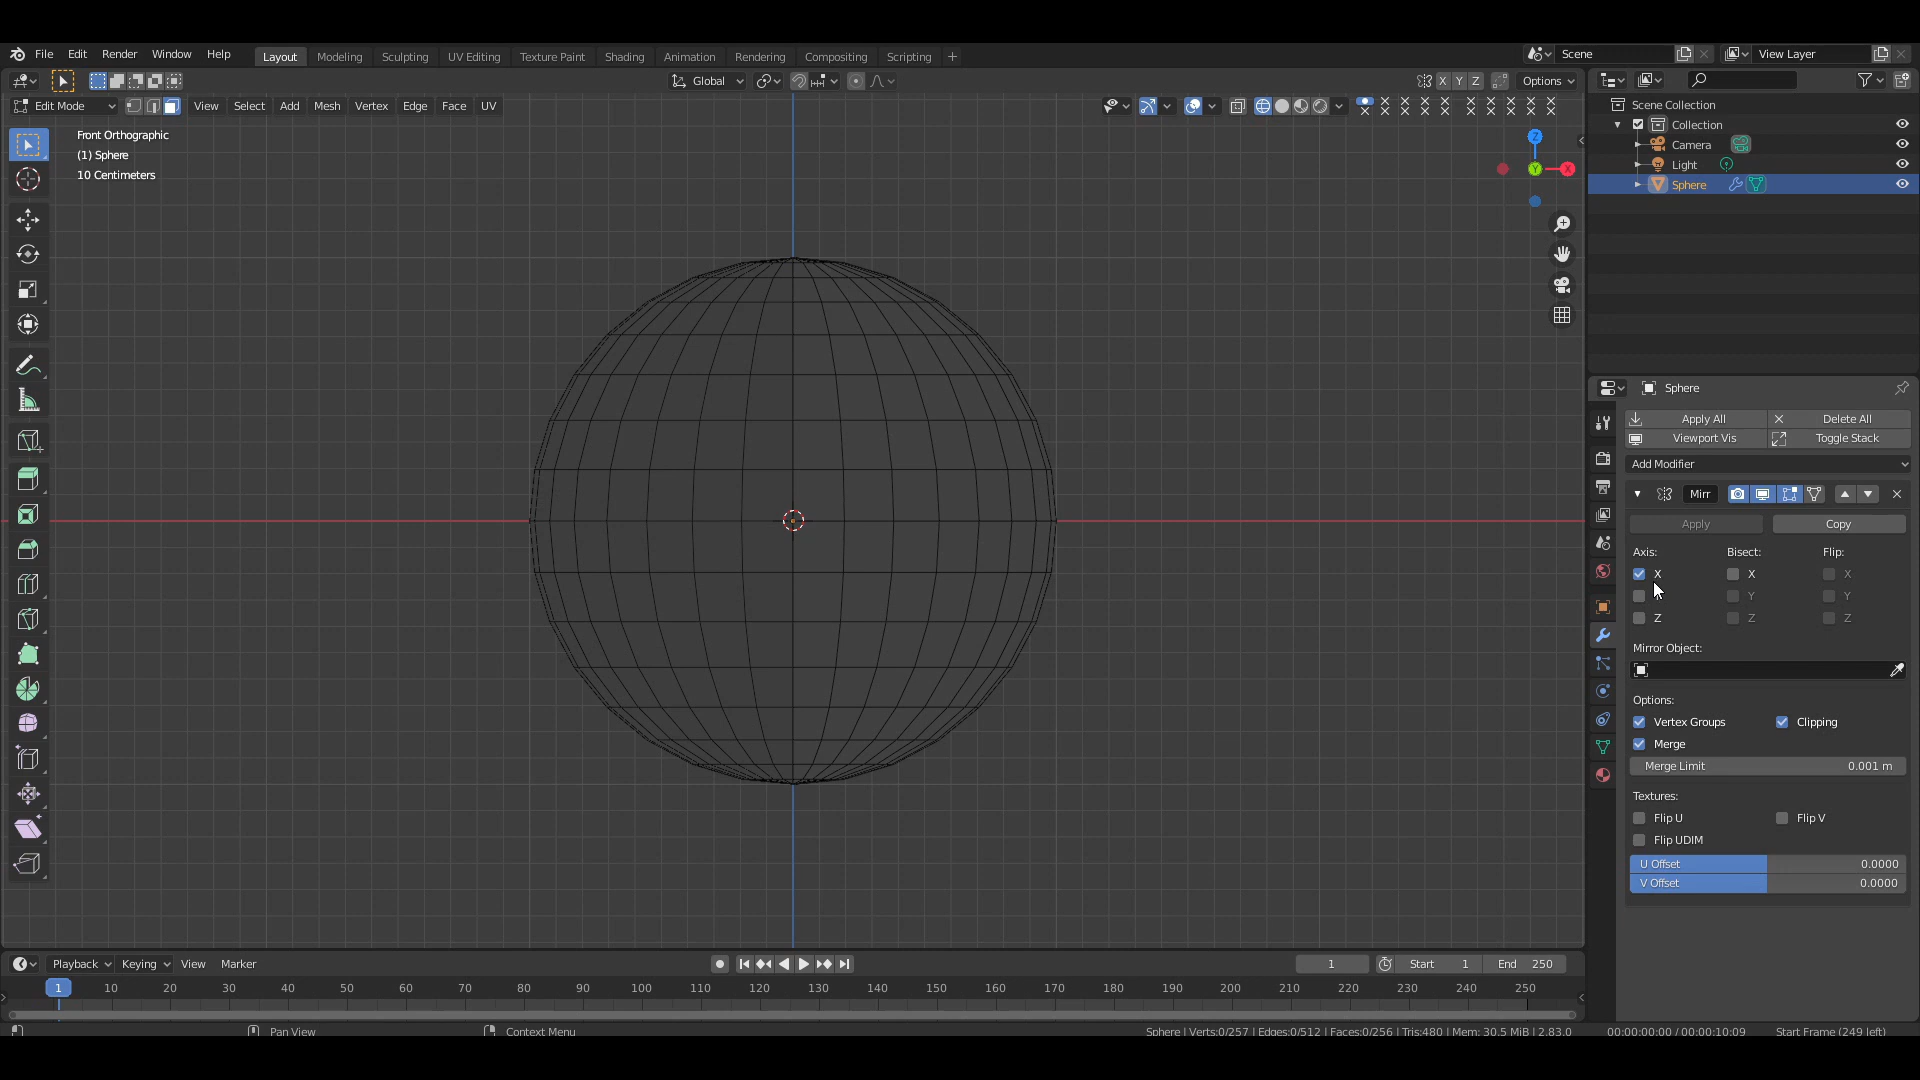 File Edit Render Window Help Layout Modeling Sculpting UV Editing Texture Paint Shading Animation Rendering Compositing Scripting + Scene View Layer
Global X Y Z Options
Edit Mode View Select Add Mesh Vertex Edge Face UV
Front Orthographic
(1) Sphere
10 Centimeters
Z
Y
X
Scene Collection
Collection
Camera
Light
Sphere
Sphere
Apply All Delete All
Viewport Vis Toggle Stack
Add Modifier
Mirr
Apply Copy
Axis: Bisect: Flip:
X X X
Y Y
Z Z Z
Mirror Object:
Options:
Vertex Groups Clipping
Merge
Merge Limit 0.001 m
Textures:
Flip U Flip V
Flip UDIM
U Offset 0.0000
V Offset 0.0000
Playback Keying View Marker 1 Start 1 End 250
1 10 20 30 40 50 60 70 80 90 100 110 120 130 140 150 160 170 180 190 200 210 220 230 240 250
Pan View Context Menu Sphere | Verts:0/257 | Edges:0/512 | Faces:0/256 | Tris:480 | Mem: 30.5 MiB | 2.83.0 00:00:00:00 / 00:00:10:09 Start Frame (249 left)